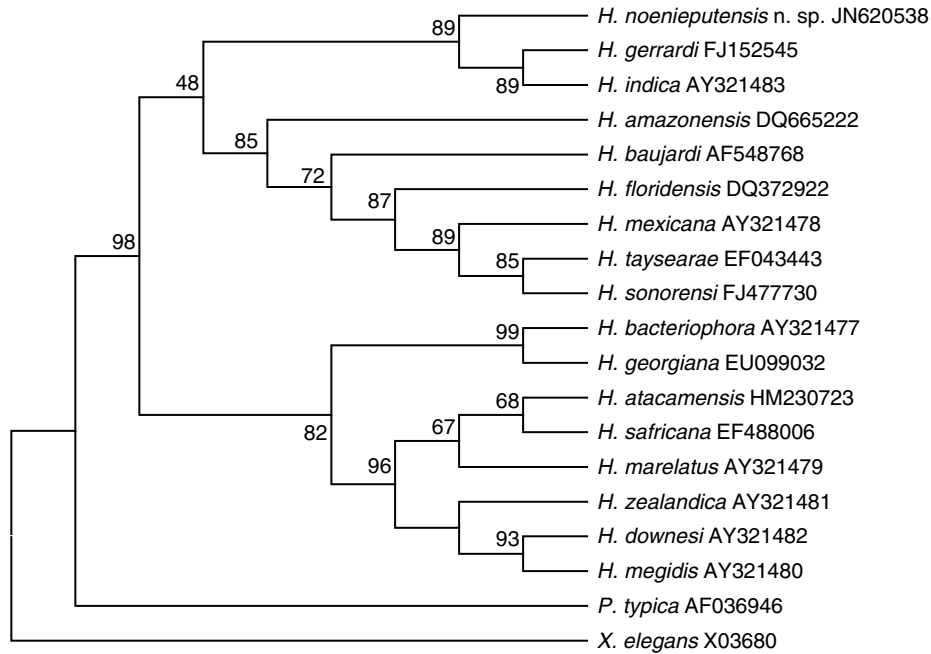 H. noenieputensis n. sp. JN620538
89
H. gerrardi FJ152545
89
H. indica AY321483
48
H. amazonensis DQ665222
85
H. baujardi AF548768
72
H. floridensis DQ372922
87
H. mexicana AY321478
89
H. taysearae EF043443
85
H. sonorensi FJ477730
98
H. bacteriophora AY321477
99
H. georgiana EU099032
82
H. atacamensis HM230723
68
H. safricana EF488006
67
H. marelatus AY321479
96
H. zealandica AY321481
H. downesi AY321482
93
H. megidis AY321480
P. typica AF036946
X. elegans X03680